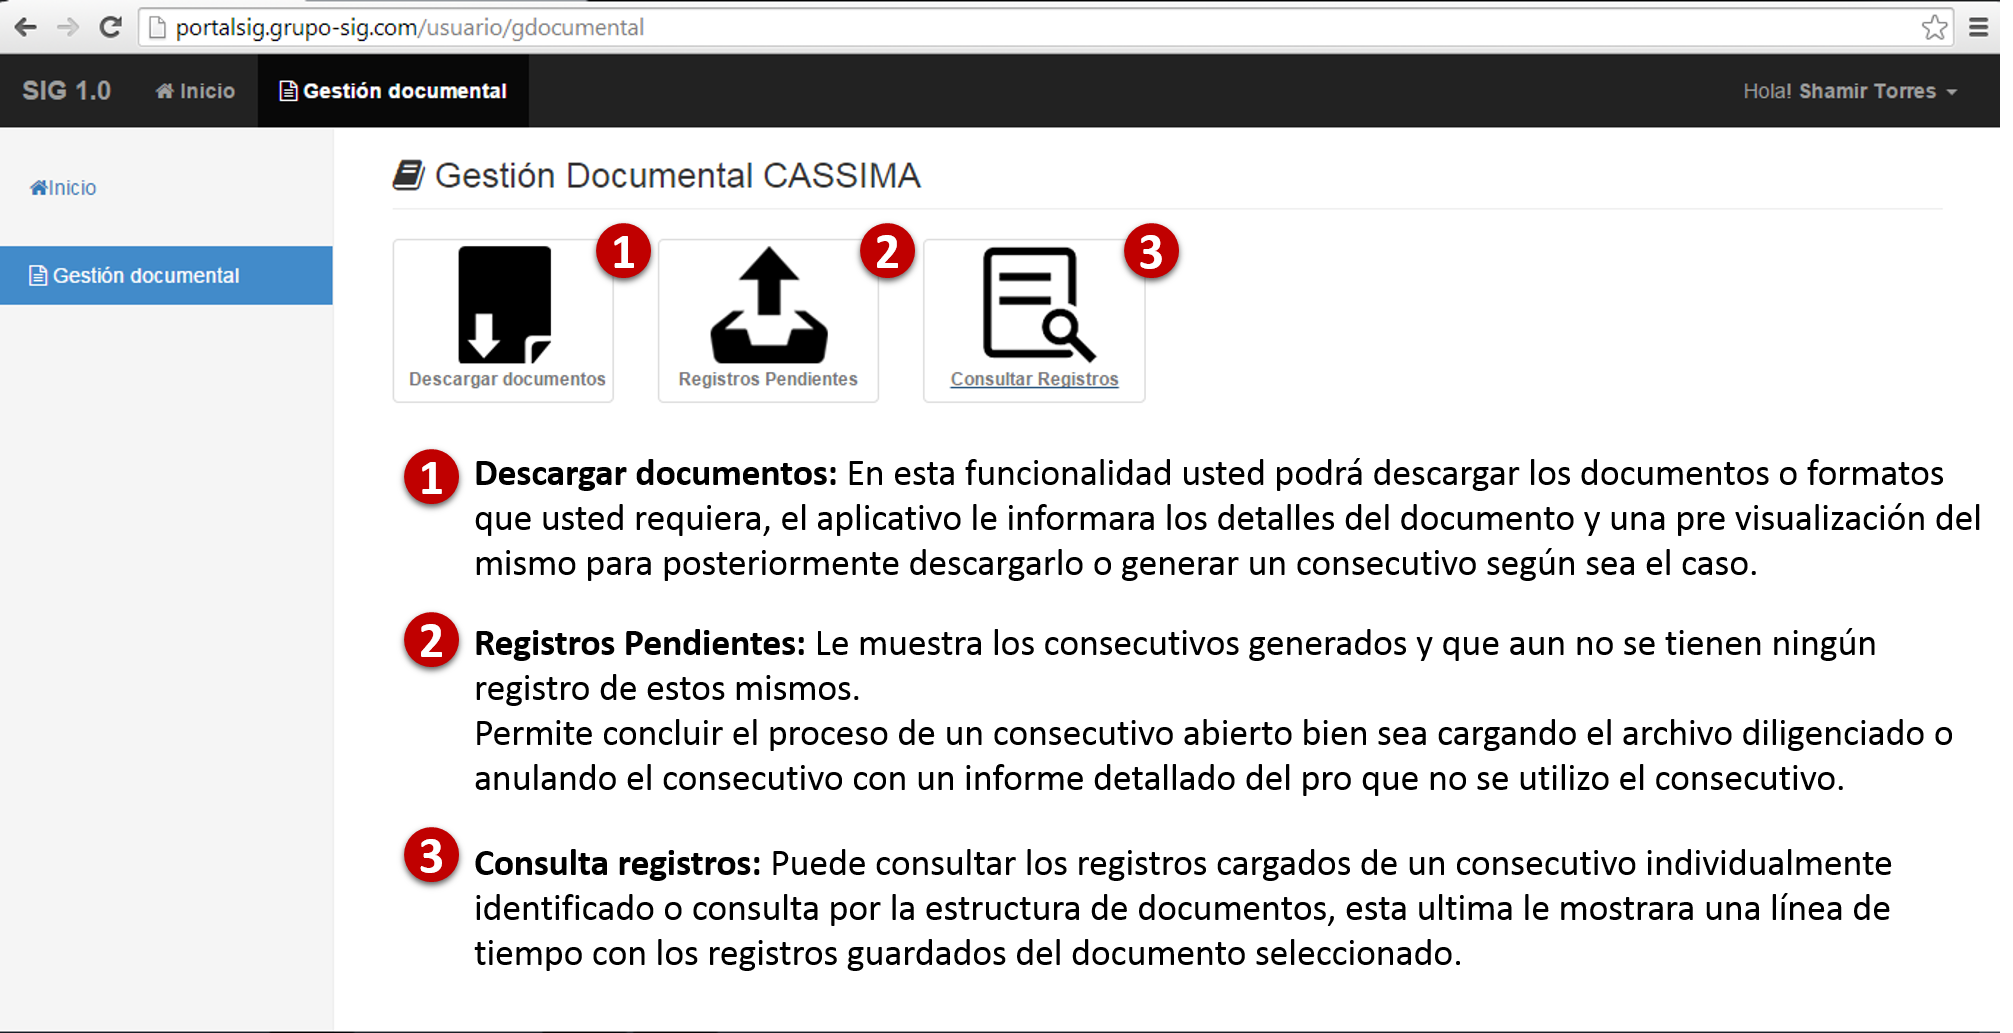 portalsig.grupo-sig.com/usuario/gdocumental
SIG 1.0 Inicio Gestión documental Hola! Shamir Torres
Inicio
Gestión documental
Gestión Documental CASSIMA
1 2 3
Descargar documentos Registros Pendientes Consultar Registros
1 Descargar documentos: En esta funcionalidad usted podrá descargar los documentos o formatos
que usted requiera, el aplicativo le informara los detalles del documento y una pre visualización del
mismo para posteriormente descargarlo o generar un consecutivo según sea el caso.
2 Registros Pendientes: Le muestra los consecutivos generados y que aun no se tienen ningún
registro de estos mismos.
Permite concluir el proceso de un consecutivo abierto bien sea cargando el archivo diligenciado o
anulando el consecutivo con un informe detallado del pro que no se utilizo el consecutivo.
3 Consulta registros: Puede consultar los registros cargados de un consecutivo individualmente
identificado o consulta por la estructura de documentos, esta ultima le mostrara una línea de
tiempo con los registros guardados del documento seleccionado.